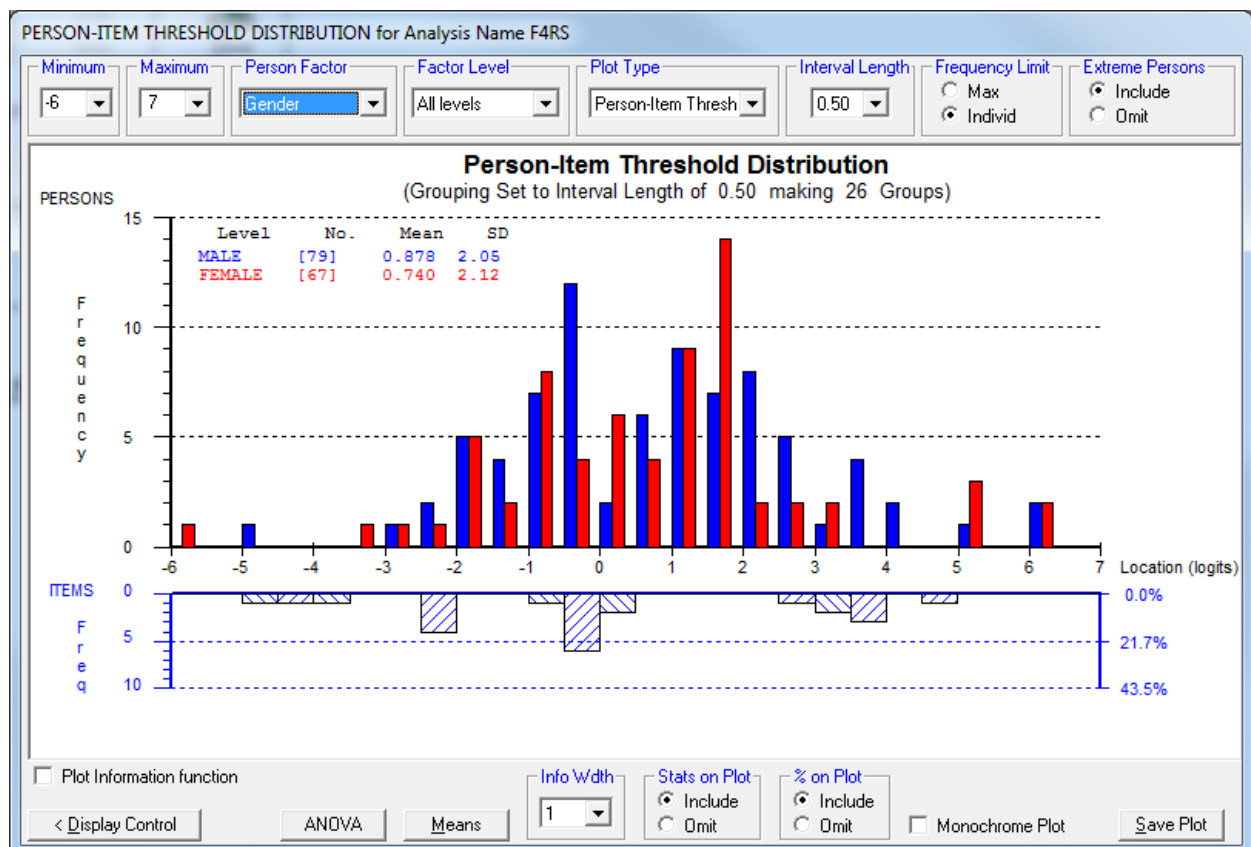 PERSON-ITEM THRESHOLD DISTRIBUTION for Analysis Name F4RS
Minimum Maximum Person Factor Factor Level Plot Type Interval Length Frequency Limit Extreme Persons
-6 7 Gender All levels Person-Item Thresh 0.50 Max Include
Individ Omit
Person-Item Threshold Distribution
(Grouping Set to Interval Length of 0.50 making 26 Groups)
PERSONS
15
Level No. Mean SD
MALE [79] 0.878 2.05
FEMALE [67] 0.740 2.12
Frequency
10
5
0
-6 -5 -4 -3 -2 -1 0 1 2 3 4 5 6 7 Location (logits)
ITEMS 0 0.0%
Freq
5 21.7%
10 43.5%
Plot Information function
Info Wdth Stats on Plot % on Plot
1 Include Include
Omit Omit
Monochrome Plot
< Display Control ANOVA Means Save Plot